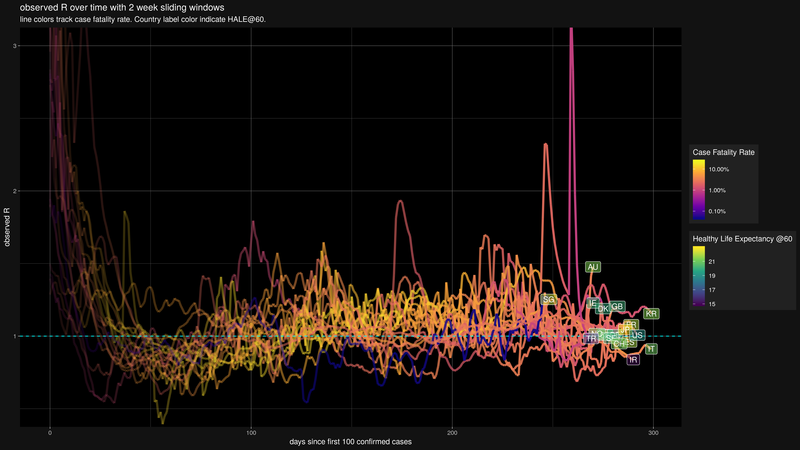 observed R over time with 2 week sliding windows
line colors track case fatality rate. Country label color indicate HALE@60.
3
2
1
observed R
0
100
200
300
days since first 100 confirmed cases
AU
SG
IE
DK
GB
KR
US
TR
IT
IR
Case Fatality Rate
10.00%
1.00%
0.10%
Healthy Life Expectancy @60
21
19
17
15